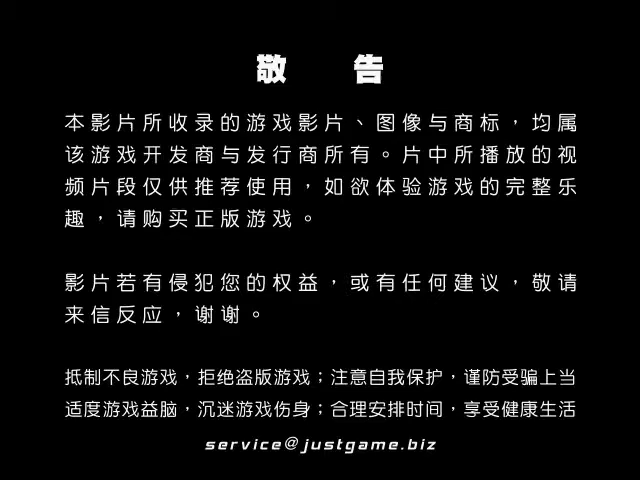 敬 告
本影片所收录的游戏影片、图像与商标，均属
该游戏开发商与发行商所有。片中所播放的视
频片段仅供推荐使用，如欲体验游戏的完整乐
趣，请购买正版游戏。
影片若有侵犯您的权益，或有任何建议，敬请
来信反应，谢谢。
抵制不良游戏，拒绝盗版游戏；注意自我保护，谨防受骗上当
适度游戏益脑，沉迷游戏伤身；合理安排时间，享受健康生活
service@justgame.biz